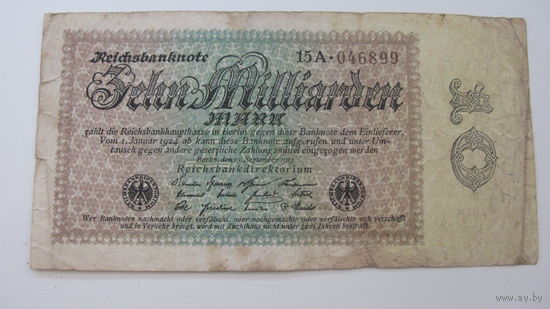 Reichsbanknote 15A·046899
Zehn Milliarden
MARK
zahlt die Reichsbankhauptkasse in Berlin gegen diese Banknote dem Einlieferer.
Vom 1. Januar 1924 ab kann diese Banknote aufgerufen und unter Um-
tausch gegen andere gesetzliche Zahlungsmittel eingezogen werden
Berlin, den 15. September 1923
Reichsbankdirektorium
Wer Banknoten nachmacht oder verfälscht oder nachgemachte oder verfälschte sich verschafft
und in Verkehr bringt, wird mit Zuchthaus nicht unter zwei Jahren bestraft
www.ay.by